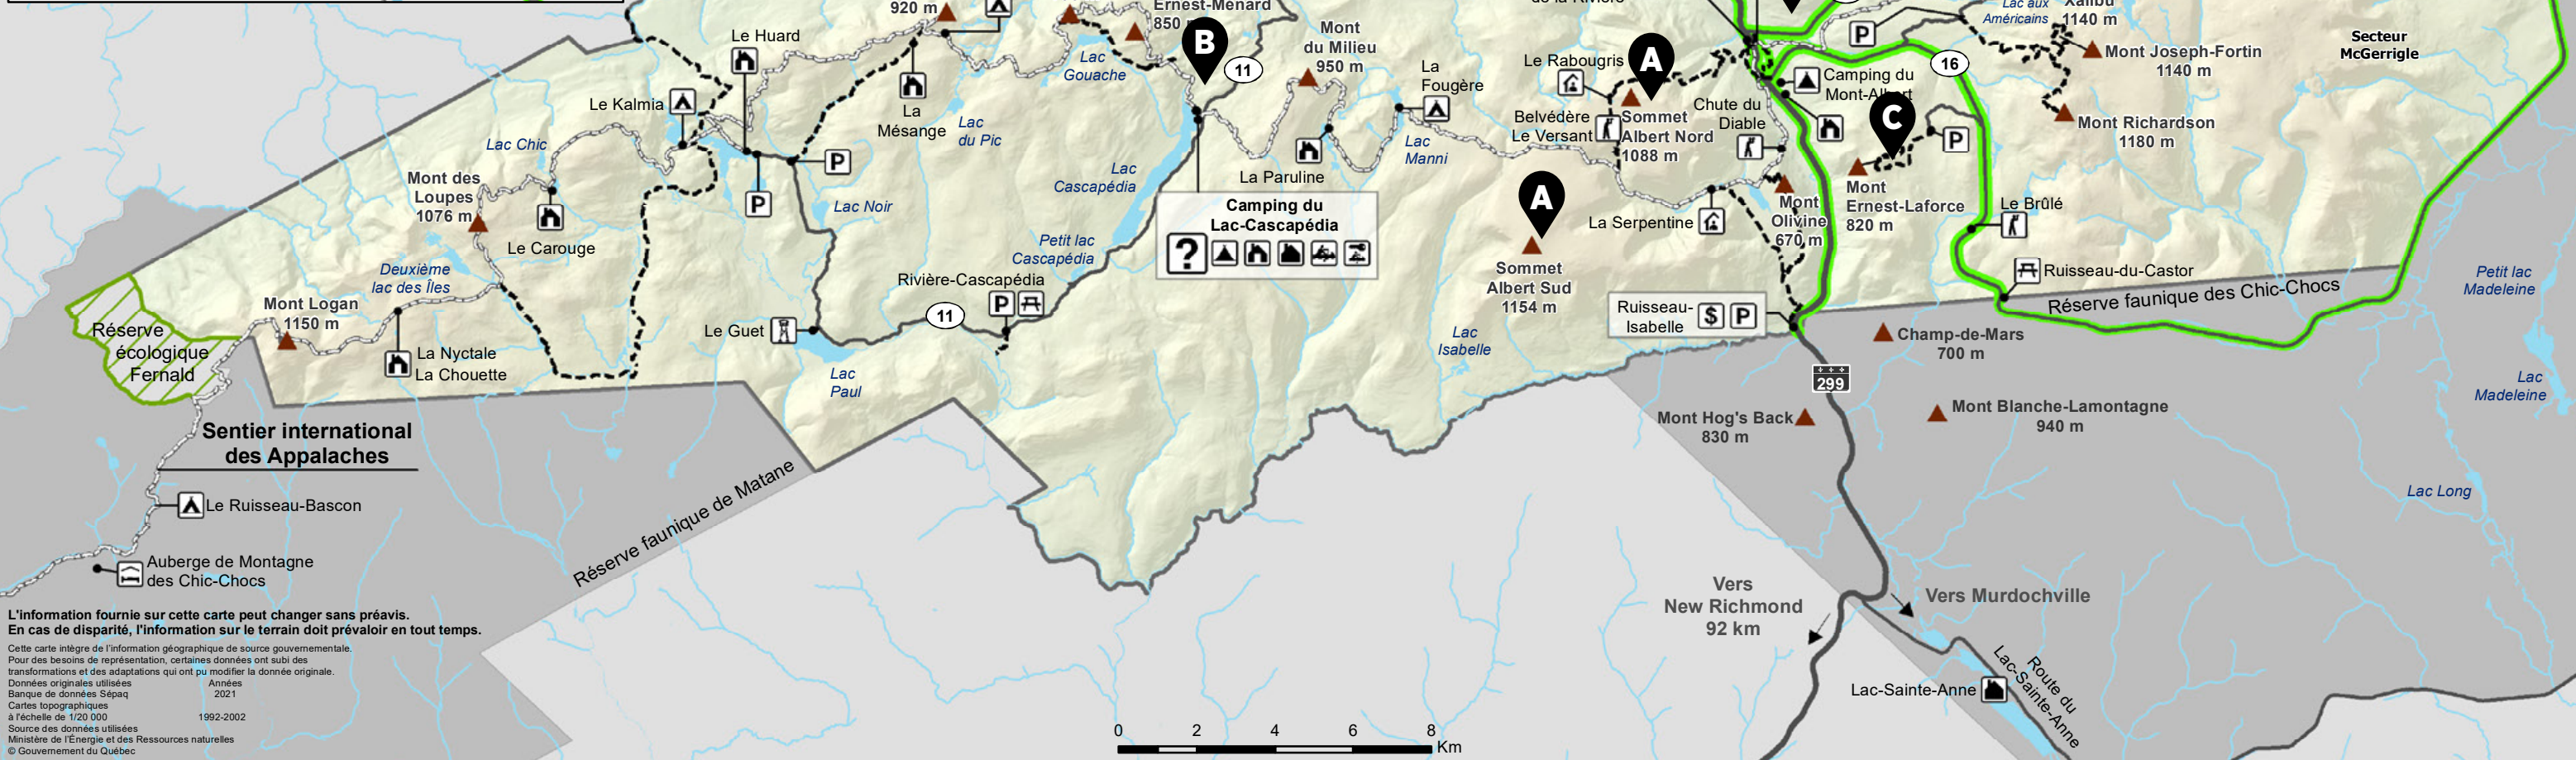 920 m
Ernest-Ménard
850
de la Rivière
Lac aux
Américains
Xalibu
1140 m
Le Huard
B
11
Mont
du Milieu
950 m
Lac
Gouache
La
Fougère
Le Rabougris
A
P
16
Mont Joseph-Fortin
1140 m
Secteur
McGerrigle
Camping du
Mont-Albert
Le Kalmia
La
Mésange
Lac
du Pic
Belvédère
Le Versant
Sommet
Albert Nord
1088 m
Chute du
Diable
C
P
Mont Richardson
1180 m
Lac Chic
P
Lac
Manni
Mont des
Loupes
1076 m
Lac
Cascapédia
La Paruline
A
Mont
Ernest-Laforce
820 m
P
Lac Noir
Camping du
Lac-Cascapédia
?
La Serpentine
Mont
Olivine
670 m
Le Brûlé
Le Carouge
Petit lac
Cascapédia
Deuxième
lac des Îles
Rivière-Cascapédia
P
Sommet
Albert Sud
1154 m
Ruisseau-du-Castor
Petit lac
Madeleine
Réserve faunique des Chic-Chocs
Mont Logan
1150 m
11
Le Guet
Ruisseau-
Isabelle
$ P
Réserve
écologique
Fernald
Lac
Isabelle
Champ-de-Mars
700 m
La Nyctale
La Chouette
Lac
Paul
299
Lac
Madeleine
Sentier international
des Appalaches
Mont Hog's Back
830 m
Mont Blanche-Lamontagne
940 m
Réserve faunique de Matane
Lac Long
Le Ruisseau-Bascon
Auberge de Montagne
des Chic-Chocs
Vers
New Richmond
92 km
Vers Murdochville
L'information fournie sur cette carte peut changer sans préavis.
En cas de disparité, l'information sur le terrain doit prévaloir en tout temps.
Cette carte intègre de l'information géographique de source gouvernementale.
Pour des besoins de représentation, certaines données ont subi des
transformations et des adaptations qui ont pu modifier la donnée originale.
Données originales utilisées Années
Banque de données Sépaq 2021
Cartes topographiques
à l'échelle de 1/20 000 1992-2002
Source des données utilisées
Ministère de l'Énergie et des Ressources naturelles
© Gouvernement du Québec
Lac-Sainte-Anne
Route du
Lac-Sainte-Anne
0 2 4 6 8
Km